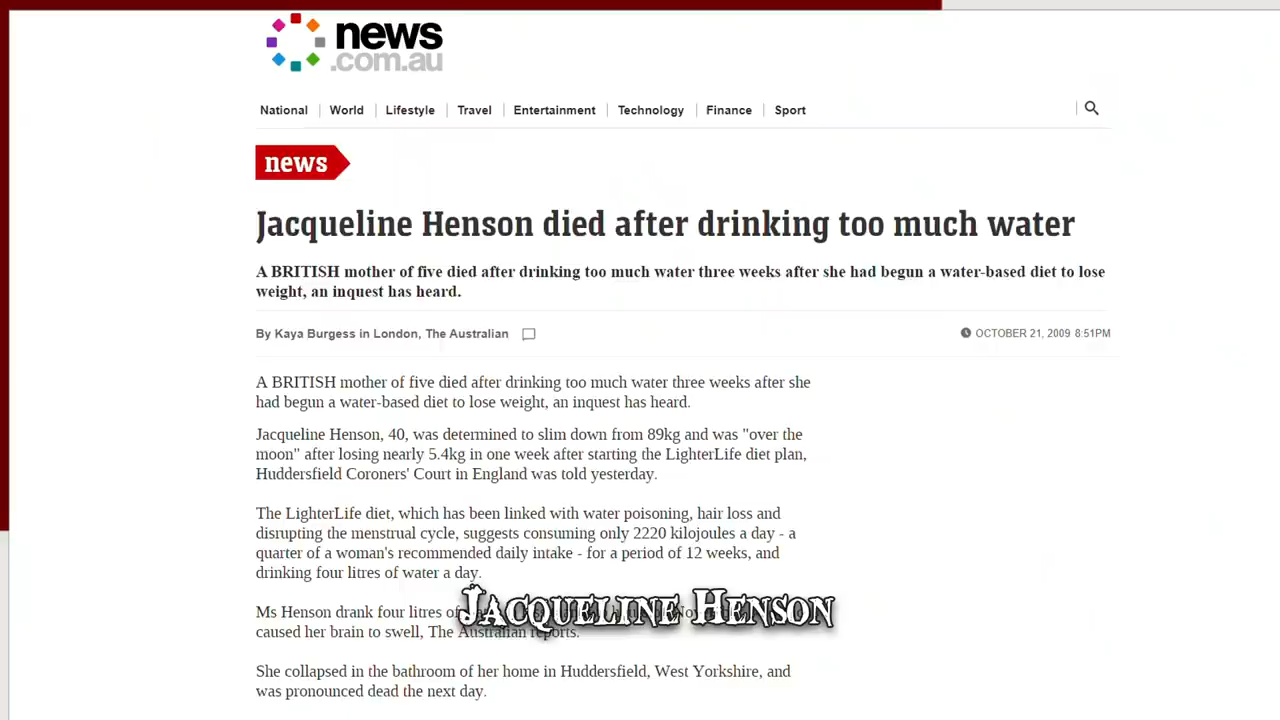 news
.com.au
National World Lifestyle Travel Entertainment Technology Finance Sport
news
Jacqueline Henson died after drinking too much water
A BRITISH mother of five died after drinking too much water three weeks after she had begun a water-based diet to lose
weight, an inquest has heard.
By Kaya Burgess in London, The Australian
OCTOBER 21, 2009 8:51PM
A BRITISH mother of five died after drinking too much water three weeks after she
had begun a water-based diet to lose weight, an inquest has heard.
Jacqueline Henson, 40, was determined to slim down from 89kg and was "over the
moon" after losing nearly 5.4kg in one week after starting the LighterLife diet plan,
Huddersfield Coroners' Court in England was told yesterday.
The LighterLife diet, which has been linked with water poisoning, hair loss and
disrupting the menstrual cycle, suggests consuming only 2220 kilojoules a day - a
quarter of a woman's recommended daily intake - for a period of 12 weeks, and
drinking four litres of water a day.
Ms Henson drank four litres of
Jacqueline Henson
caused her brain to swell, The Australian reports.
She collapsed in the bathroom of her home in Huddersfield, West Yorkshire, and
was pronounced dead the next day.